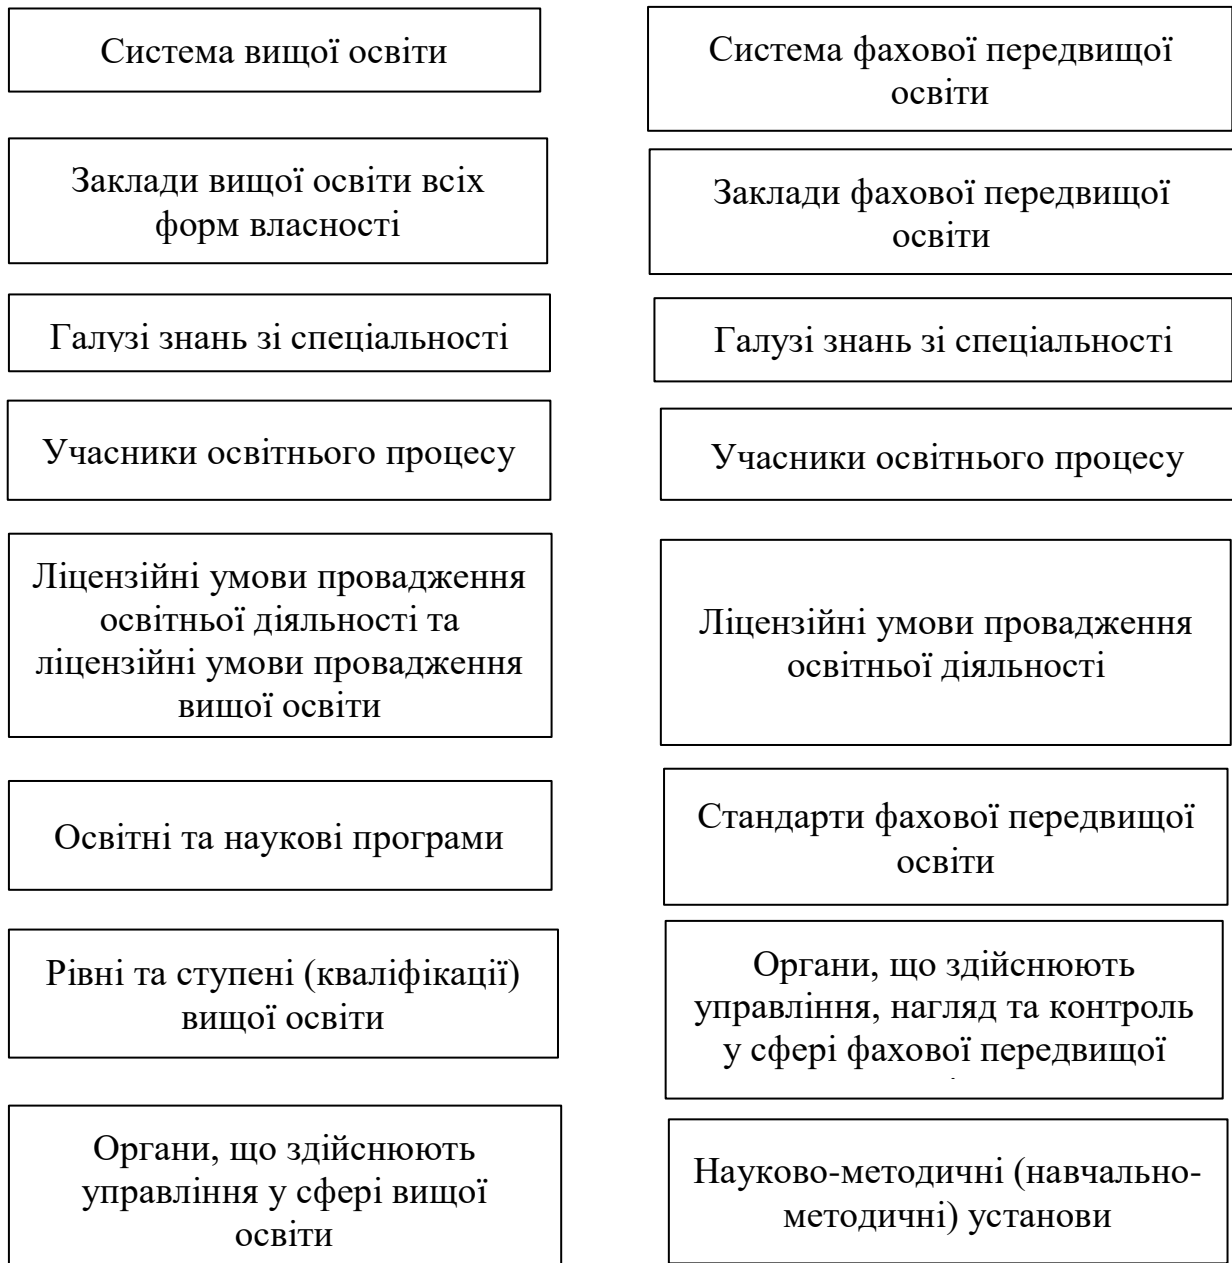 Система вищої освіти
Система фахової передвищої
освіти
Заклади вищої освіти всіх
форм власності
Заклади фахової передвищої
освіти
Галузі знань зі спеціальності
Галузі знань зі спеціальності
Учасники освітнього процесу
Учасники освітнього процесу
Ліцензійні умови провадження
освітньої діяльності та
ліцензійні умови провадження
вищої освіти
Ліцензійні умови провадження
освітньої діяльності
Освітні та наукові програми
Стандарти фахової передвищої
освіти
Рівні та ступені (кваліфікації)
вищої освіти
Органи, що здійснюють
управління, нагляд та контроль
у сфері фахової передвищої
Органи, що здійснюють
управління у сфері вищої
освіти
Науково-методичні (навчально-
методичні) установи